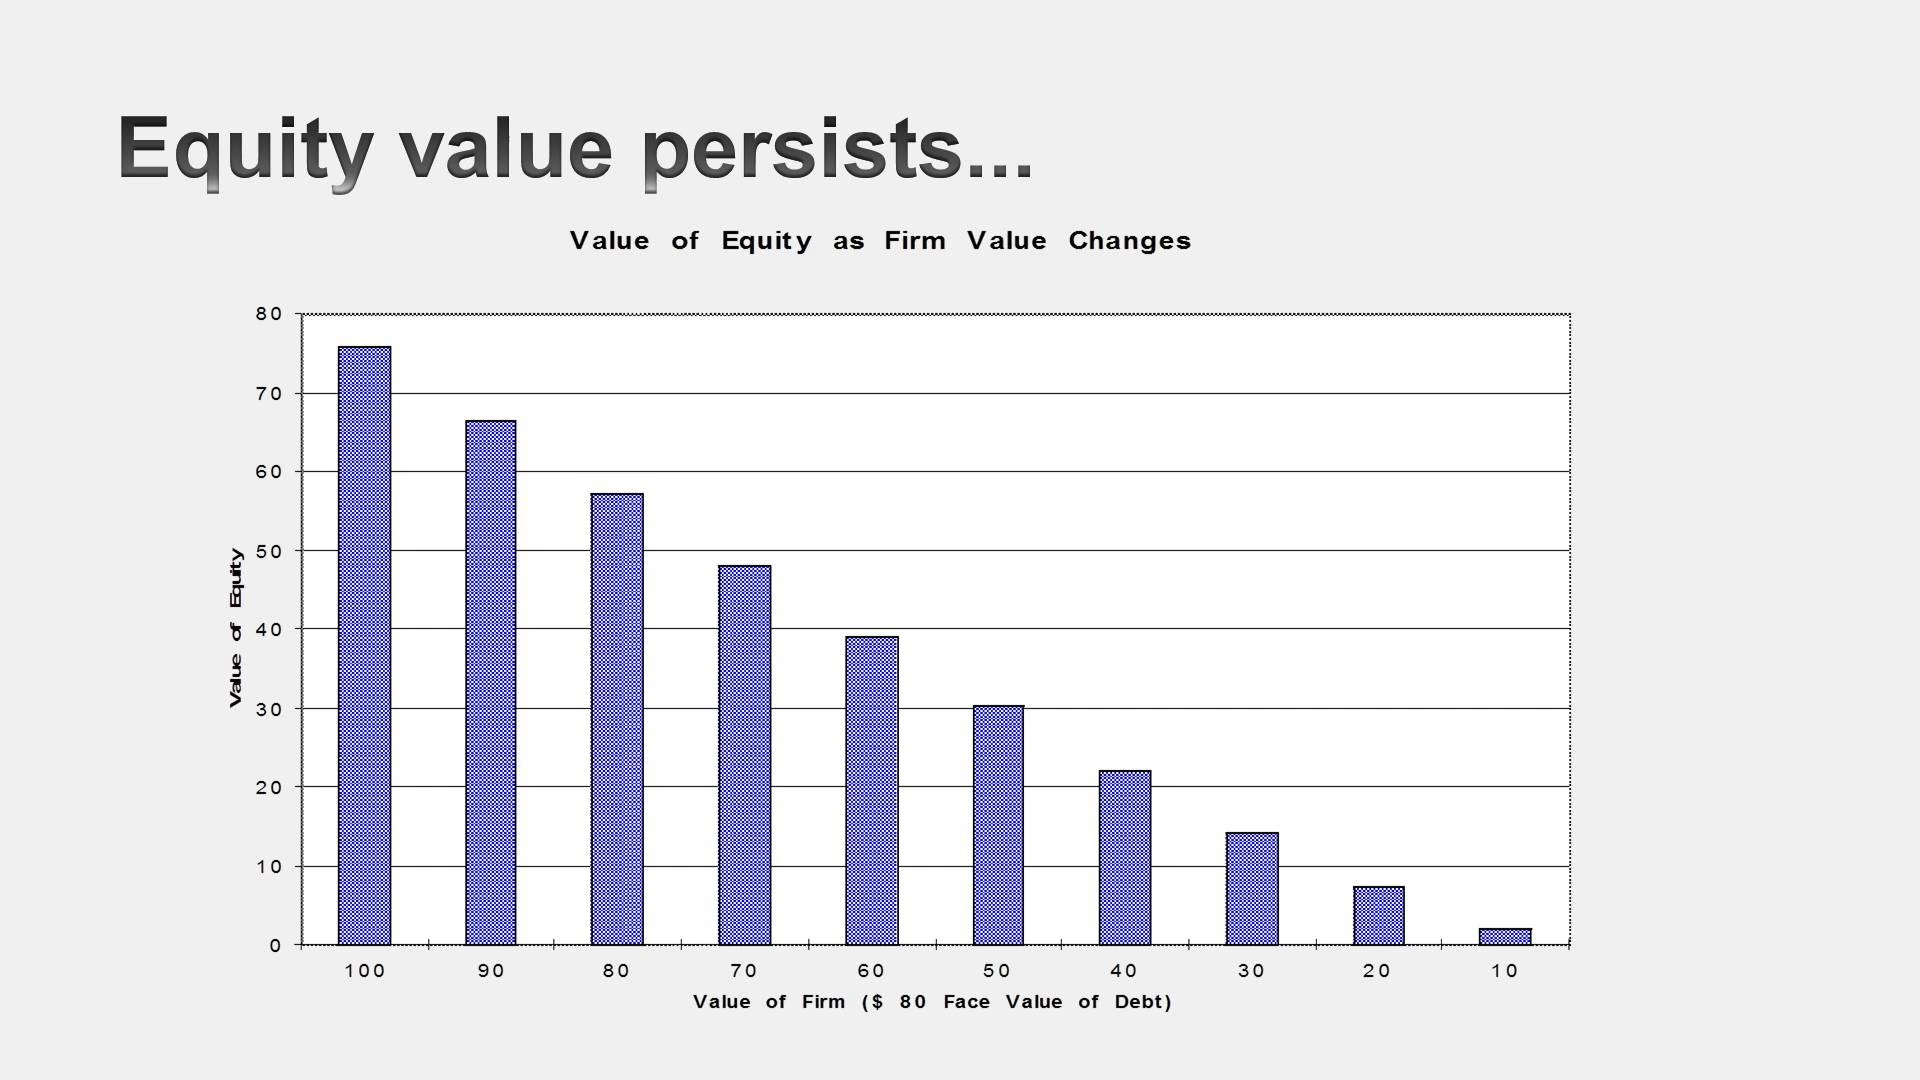 Equity value persists...
Value of Equity as Firm Value Changes
80
70
60
50
40
30
20
10
0
Value of Equity
100 90 80 70 60 50 40 30 20 10
Value of Firm ($ 80 Face Value of Debt)